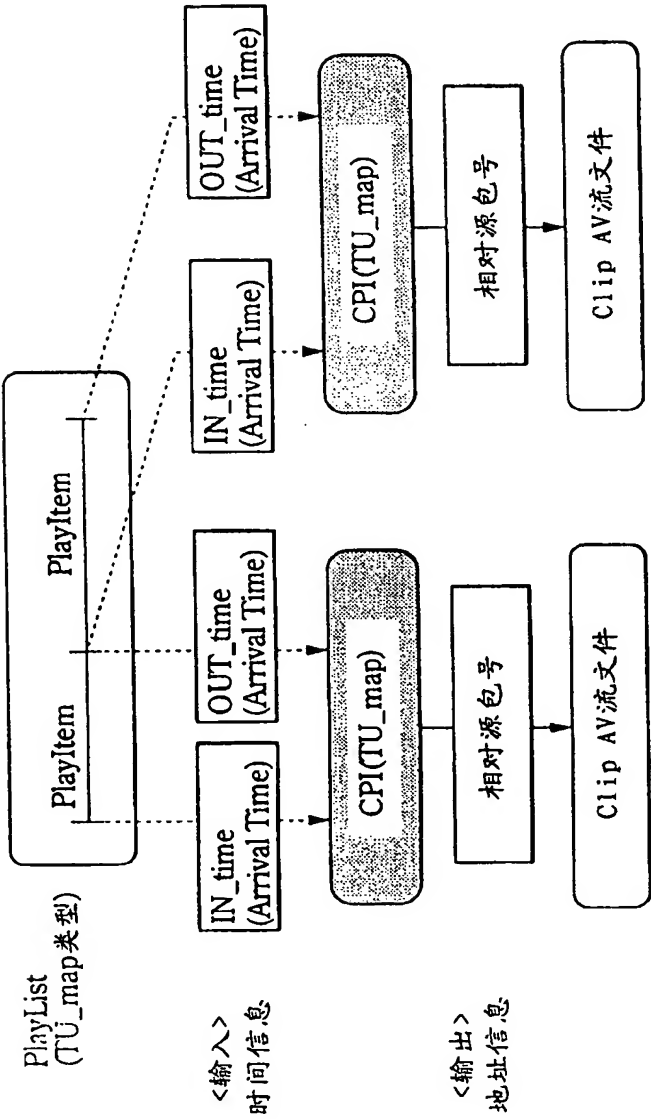 PlayList
(TU_map类型)
PlayItem
PlayItem
<输入>
时间信息
IN_time
(Arrival Time)
OUT_time
(Arrival Time)
IN_time
(Arrival Time)
OUT_time
(Arrival Time)
CPI(TU_map)
CPI(TU_map)
<输出>
地址信息
相对源包号
相对源包号
Clip AV流文件
Clip AV流文件